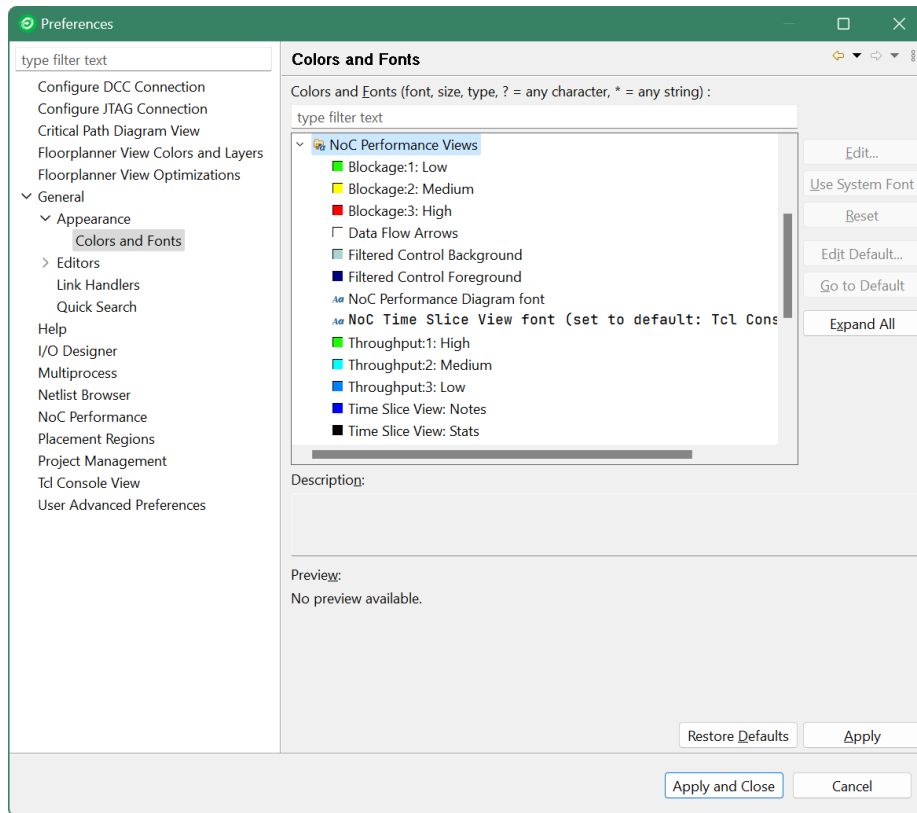 Preferences
type filter text
Configure DCC Connection
Configure JTAG Connection
Critical Path Diagram View
Floorplanner View Colors and Layers
Floorplanner View Optimizations
General
Appearance
Colors and Fonts
Editors
Link Handlers
Quick Search
Help
I/O Designer
Multiprocess
Netlist Browser
NoC Performance
Placement Regions
Project Management
Tcl Console View
User Advanced Preferences
Colors and Fonts
Colors and Fonts (font, size, type, ? = any character, * = any string) :
type filter text
NoC Performance Views
Blockage:1: Low
Blockage:2: Medium
Blockage:3: High
Data Flow Arrows
Filtered Control Background
Filtered Control Foreground
Aa NoC Performance Diagram font
Aa NoC Time Slice View font (set to default: Tcl Cons
Throughput:1: High
Throughput:2: Medium
Throughput:3: Low
Time Slice View: Notes
Time Slice View: Stats
Edit...
Use System Font
Reset
Edit Default...
Go to Default
Expand All
Description:
Preview:
No preview available.
Restore Defaults
Apply
Apply and Close
Cancel